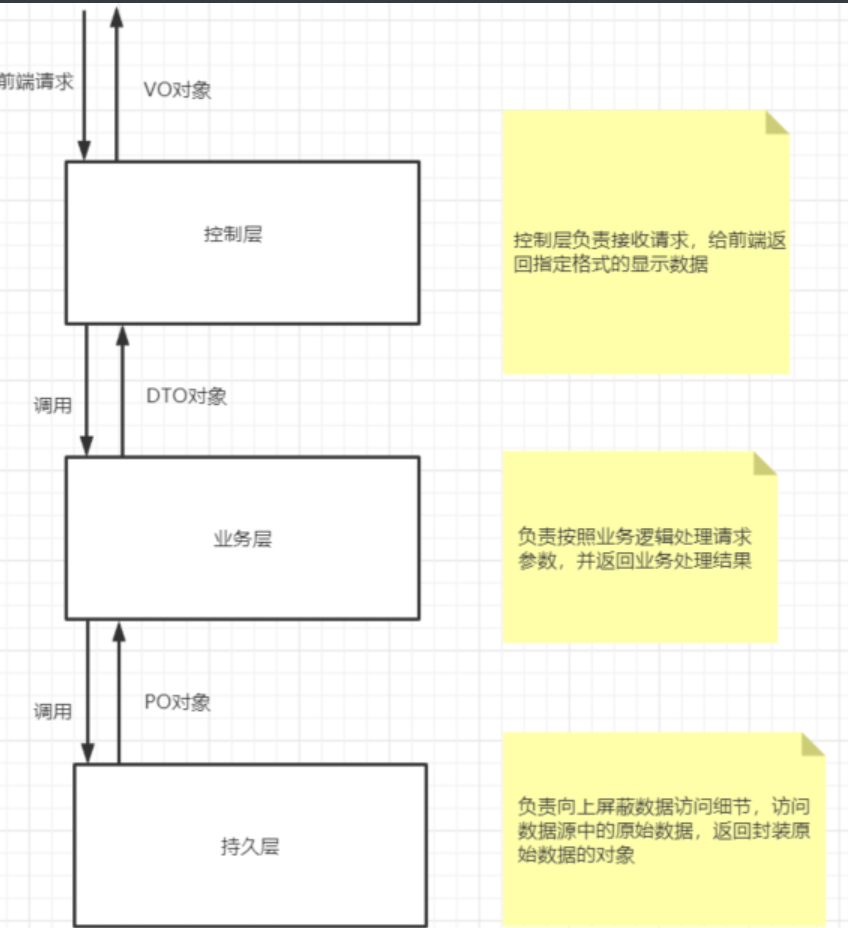 前端请求
VO对象
控制层
控制层负责接收请求，给前端返
回指定格式的显示数据
调用
DTO对象
业务层
负责按照业务逻辑处理请求
参数，并返回业务处理结果
调用
PO对象
持久层
负责向上屏蔽数据访问细节，访问
数据源中的原始数据，返回封装原
始数据的对象